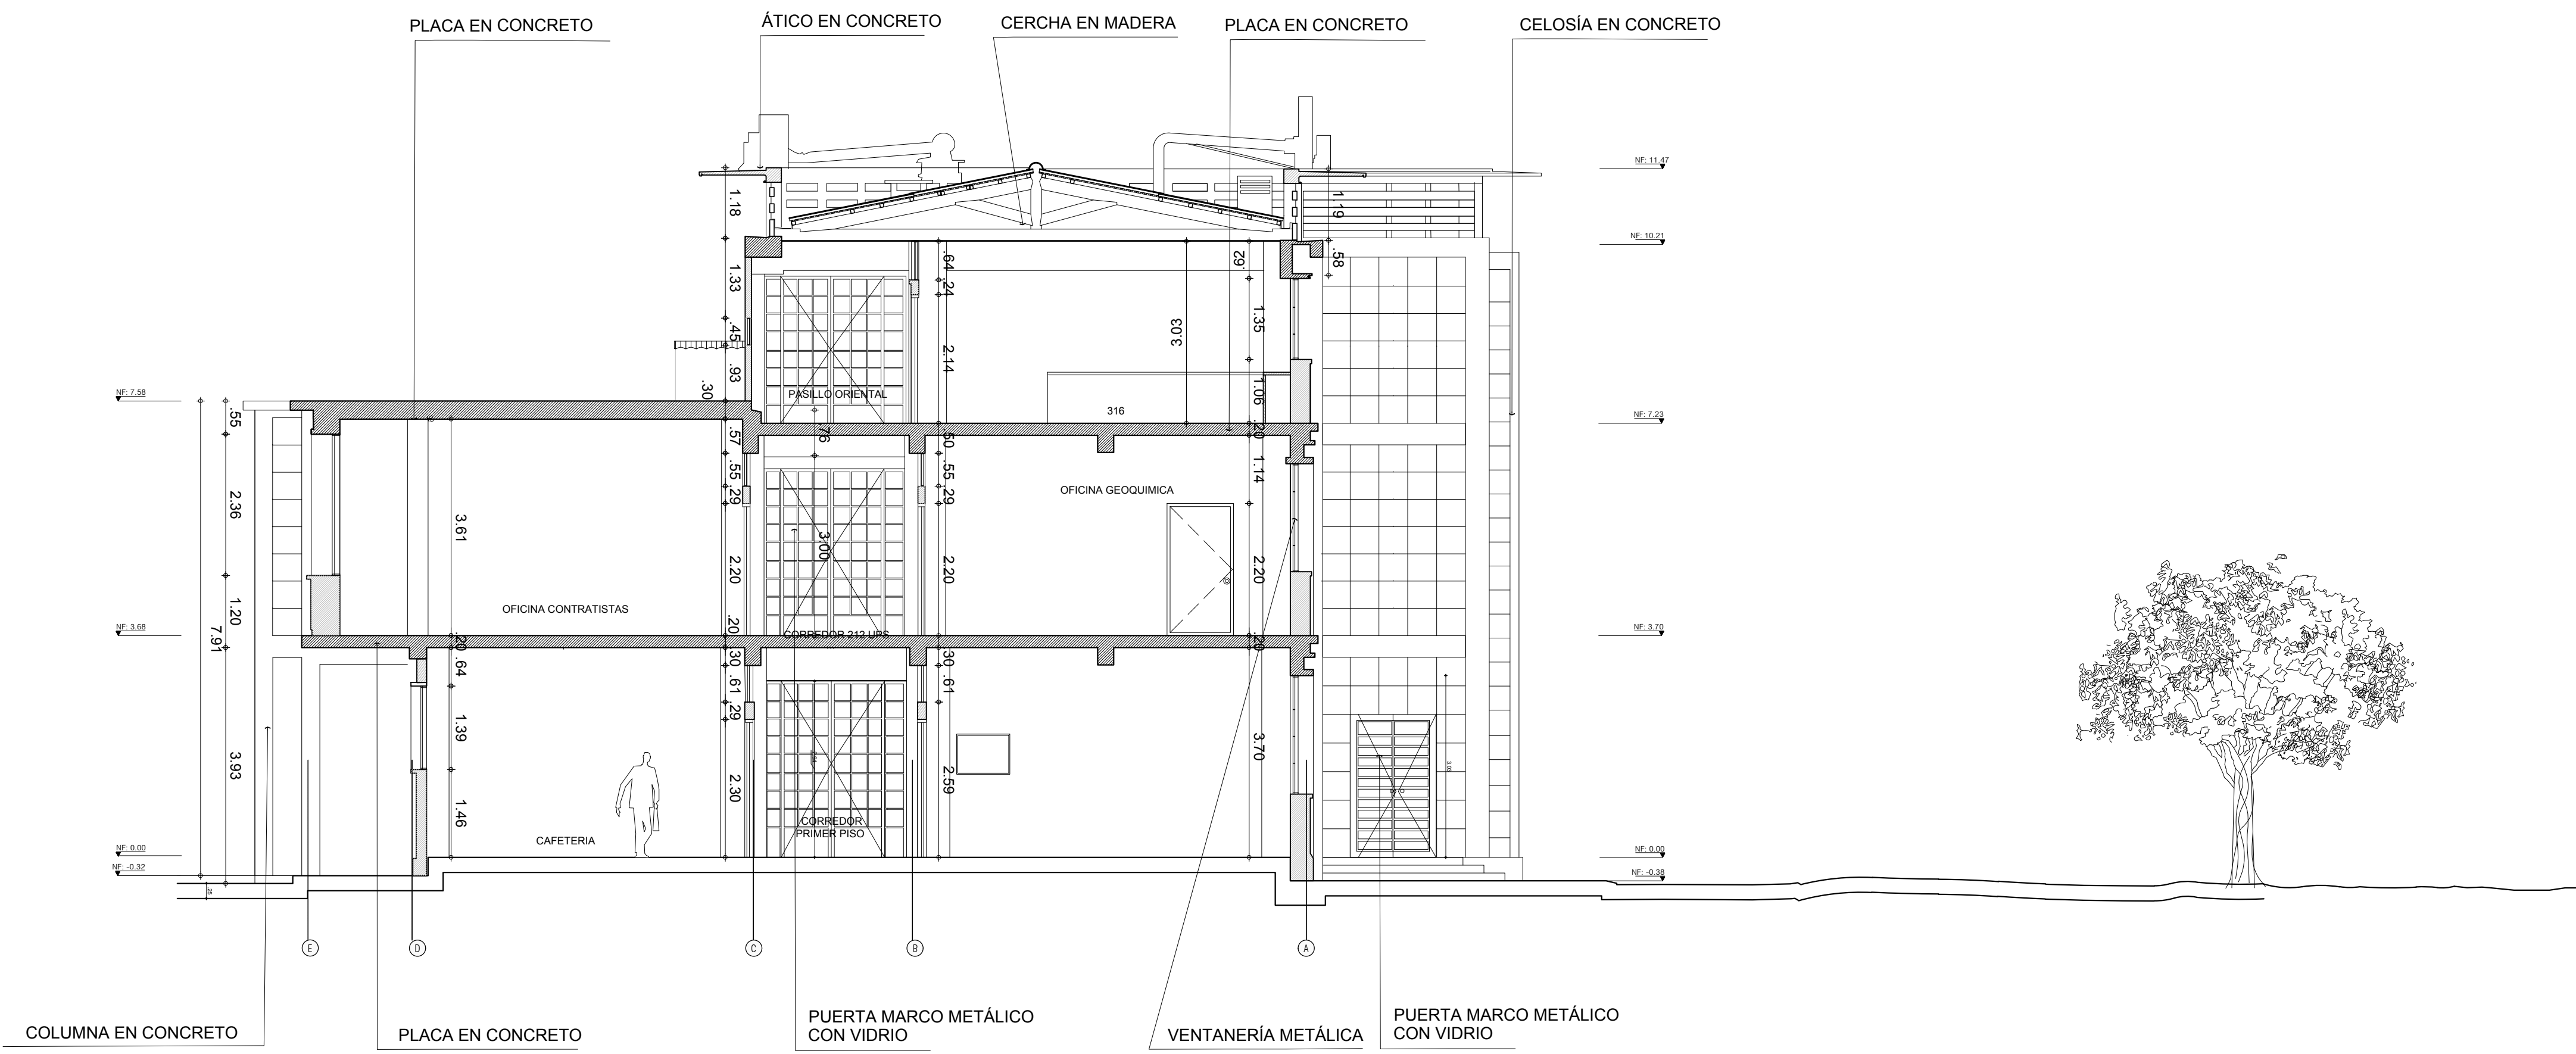 PLACA EN CONCRETO
ÁTICO EN CONCRETO
CERCHA EN MADERA
PLACA EN CONCRETO
CELOSÍA EN CONCRETO
NF: 11.47
NF: 10.21
NF: 7.58
NF: 7.23
NF: 3.68
NF: 3.70
NF: 0.00
NF: 0.00
NF: -0.32
NF: -0.38
1.18
1.33
.45
.93
.30
.57
.55
.29
2.20
.20
.30
.61
.29
2.30
.55
2.36
1.20
7.91
3.93
.25
3.61
.20
.64
1.39
1.46
.76
3.00
.64
.24
2.14
.50
.55
.29
2.20
.30
.61
2.59
3.03
.62
1.35
1.06
.20
1.14
2.20
.20
3.70
1.19
.58
3.03
PASILLO ORIENTAL
316
OFICINA GEOQUIMICA
OFICINA CONTRATISTAS
CORREDOR 212 UPS
CORREDOR
PRIMER PISO
CAFETERIA
E
D
C
B
A
COLUMNA EN CONCRETO
PLACA EN CONCRETO
PUERTA MARCO METÁLICO
CON VIDRIO
VENTANERÍA METÁLICA
PUERTA MARCO METÁLICO
CON VIDRIO